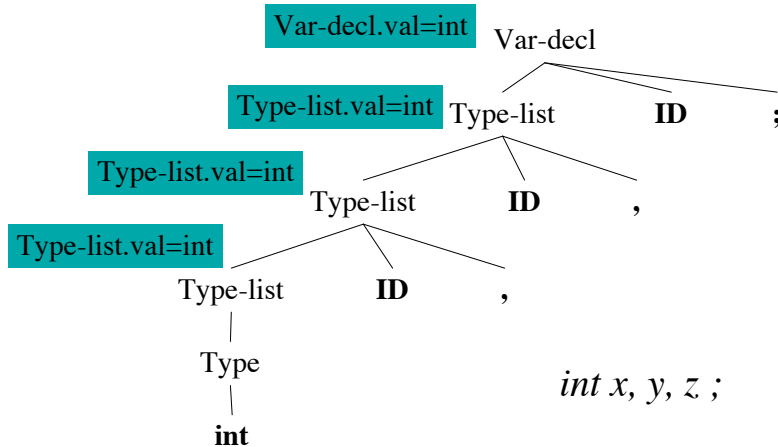 Var-decl.val=int Var-decl
Type-list.val=int Type-list ID ;
Type-list.val=int Type-list ID ,
Type-list.val=int
Type-list ID ,
Type
int x, y, z ;
int